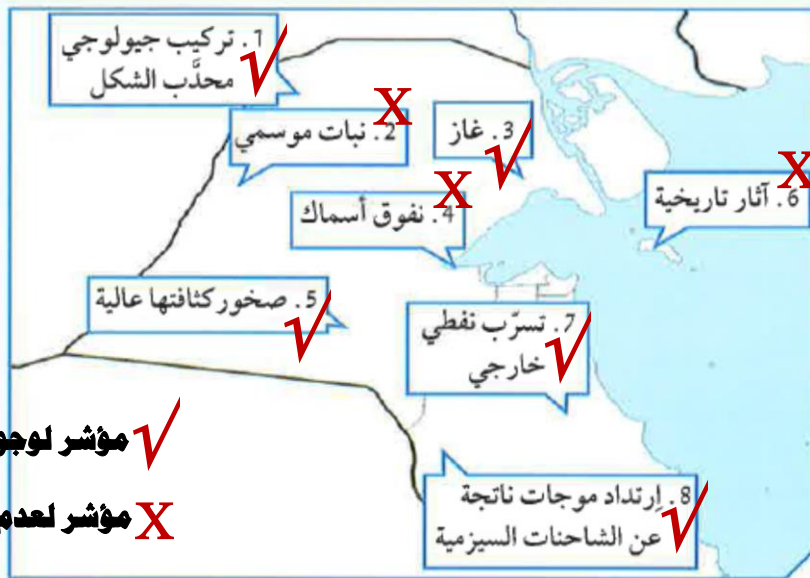 1. تركيب جيولوجي
محدَّب الشكل
√
2. نبات موسمي
X
3. غاز
√
4. نفوق أسماك
X
6. آثار تاريخية
X
5. صخور كثافتها عالية
√
7. تسرّب نفطي
خارجي
√
8. إرتداد موجات ناتجة
عن الشاحنات السيزمية
√
√ مؤشر
X مؤشر لعدم